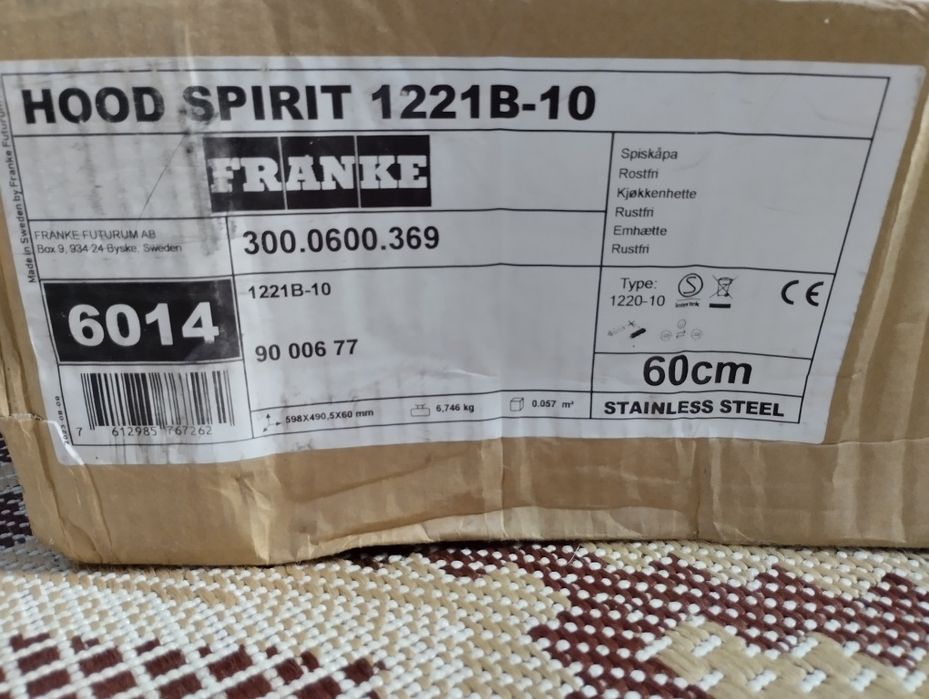 HOOD SPIRIT 1221B-10
FRANKE
Made in Sweden by Franke Futurum
FRANKE FUTURUM AB
Box 9, 934 24 Byske, Sweden
300.0600.369
Spiskåpa
Rostfri
Kjøkkenhette
Rustfri
Emhætte
Rustfri
6014
1221B-10
90 006 77
Type:
1220-10
S
Intertek
CE
60cm
STAINLESS STEEL
7 612985 767262
598X490,5X60 mm
6,746 kg
0.057 m³